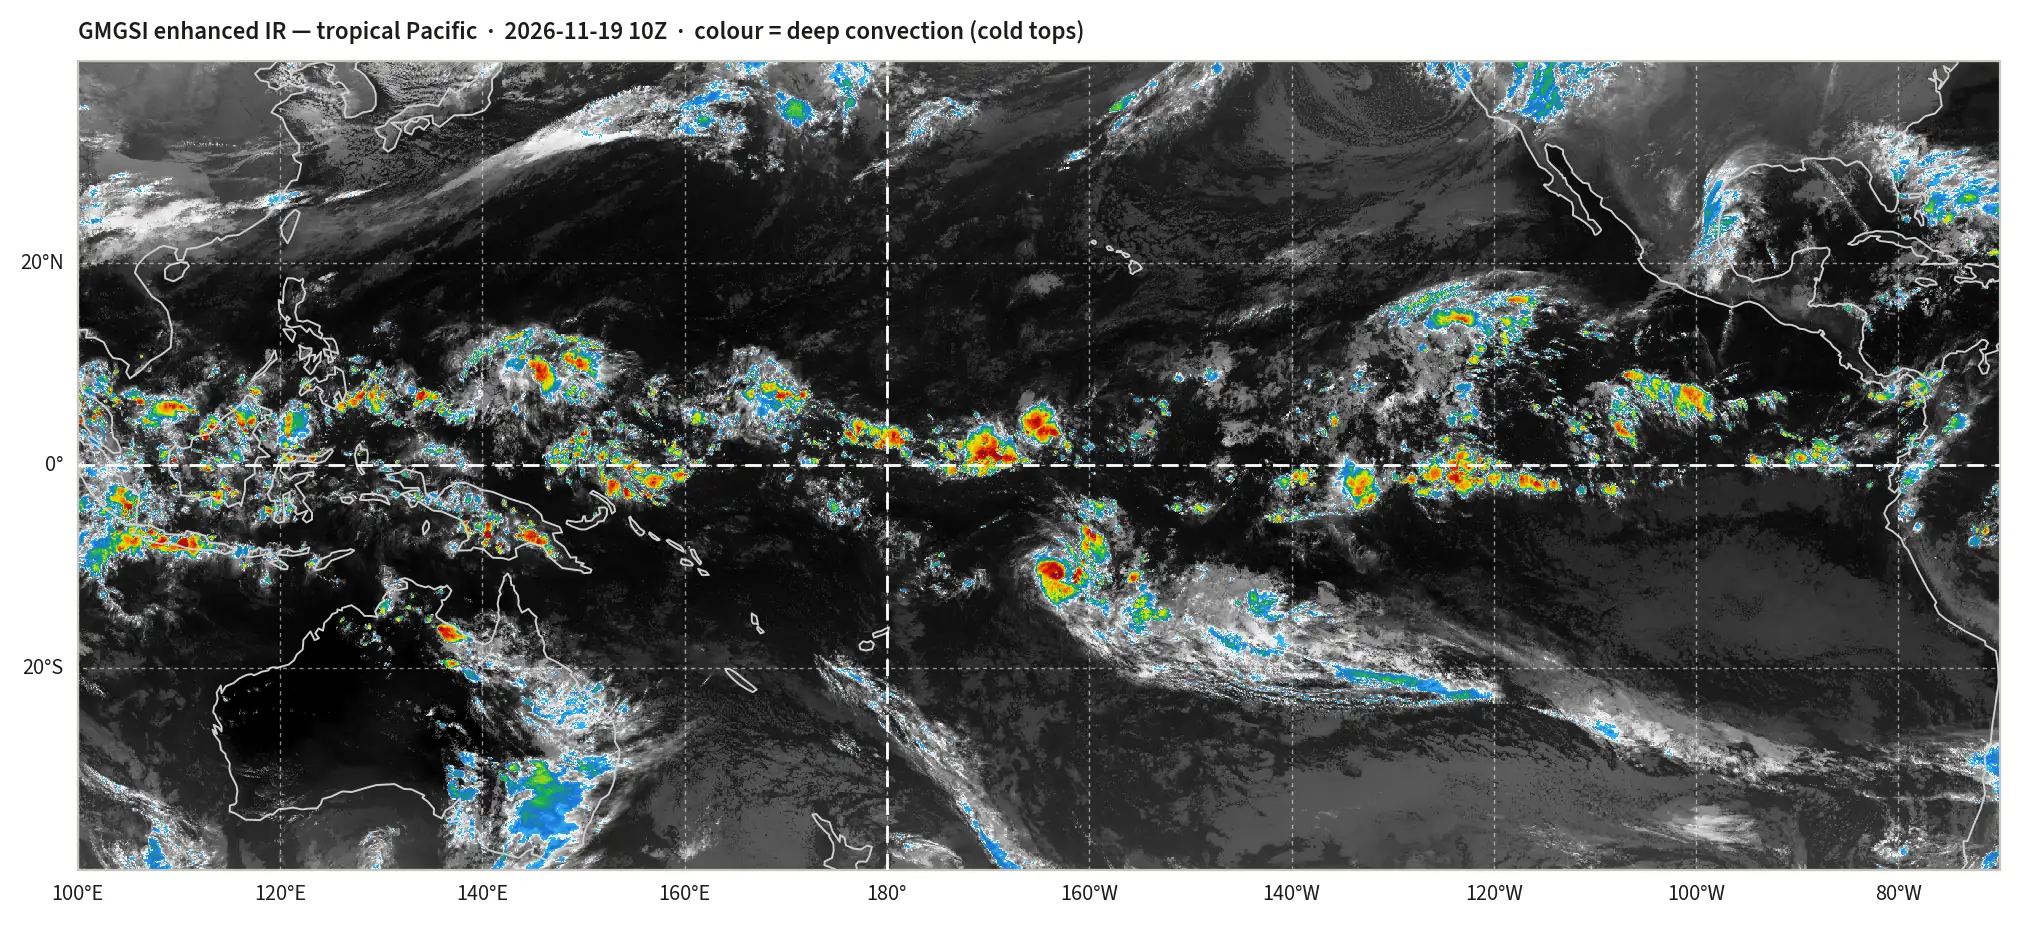 GMGSI enhanced IR — tropical Pacific · 2026-11-19 10Z · colour = deep convection (cold tops)
20°N
0°
20°S
100°E 120°E 140°E 160°E 180° 160°W 140°W 120°W 100°W 80°W